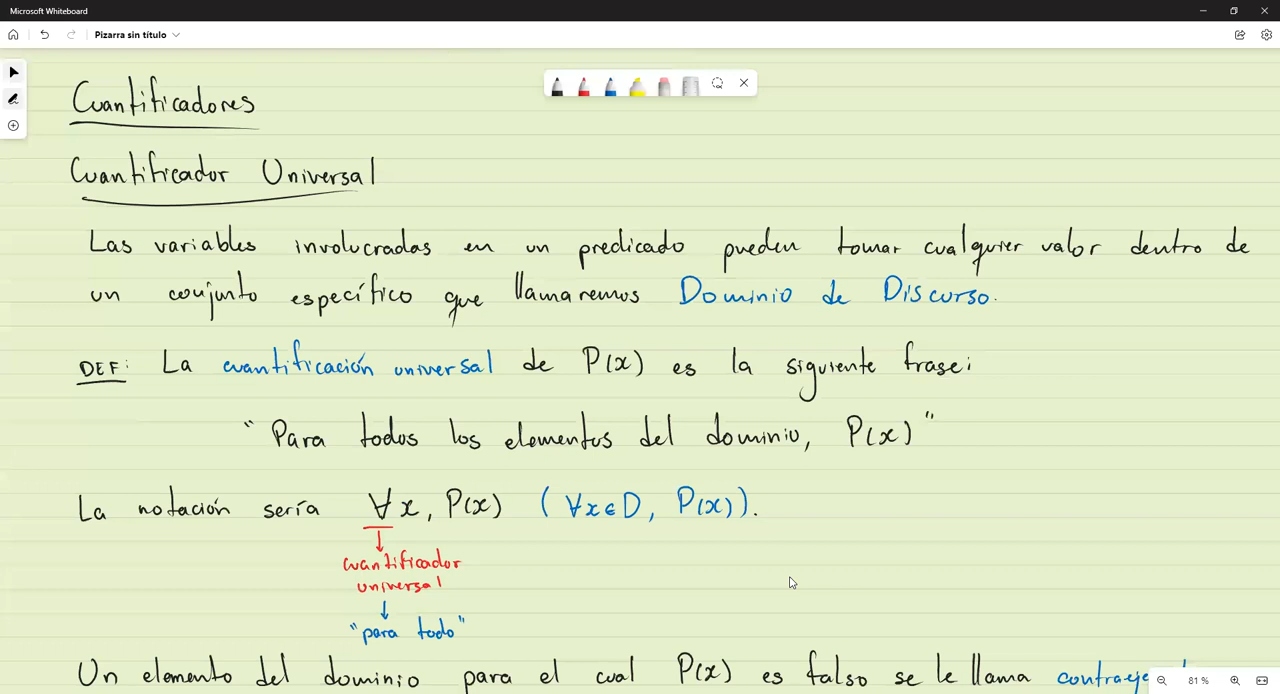 Microsoft Whiteboard
Pizarra sin título
Cuantificadores
Cuantificador Universal
Las variables involucradas en un predicado pueden tomar cualquier valor dentro de
un conjunto específico que llamaremos Dominio de Discurso.
DEF: La cuantificación universal de P(x) es la siguiente frase:
"Para todos los elementos del dominio, P(x)"
La notación sería ∀x, P(x) (∀x∈D, P(x)).
cuantificador
universal
"para todo"
Un elemento del dominio para el cual P(x) es falso se le llama
81 %